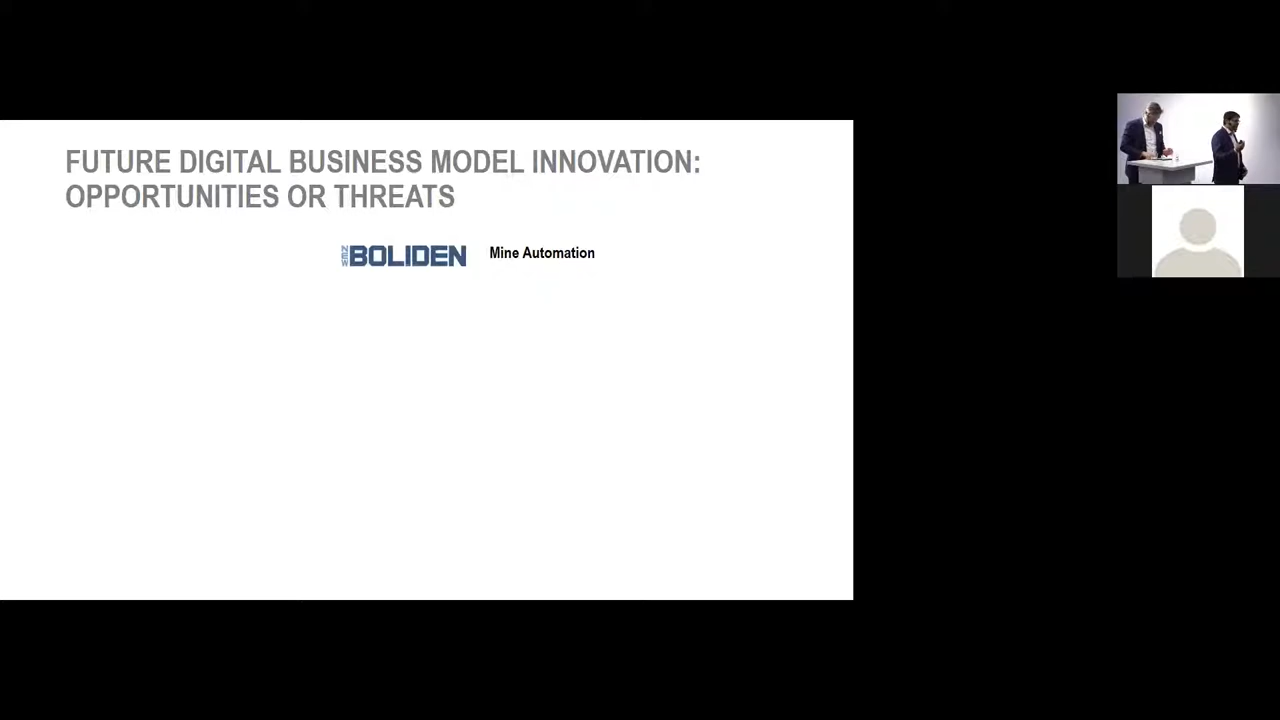 FUTURE DIGITAL BUSINESS MODEL INNOVATION:
OPPORTUNITIES OR THREATS
NEW BOLIDEN Mine Automation